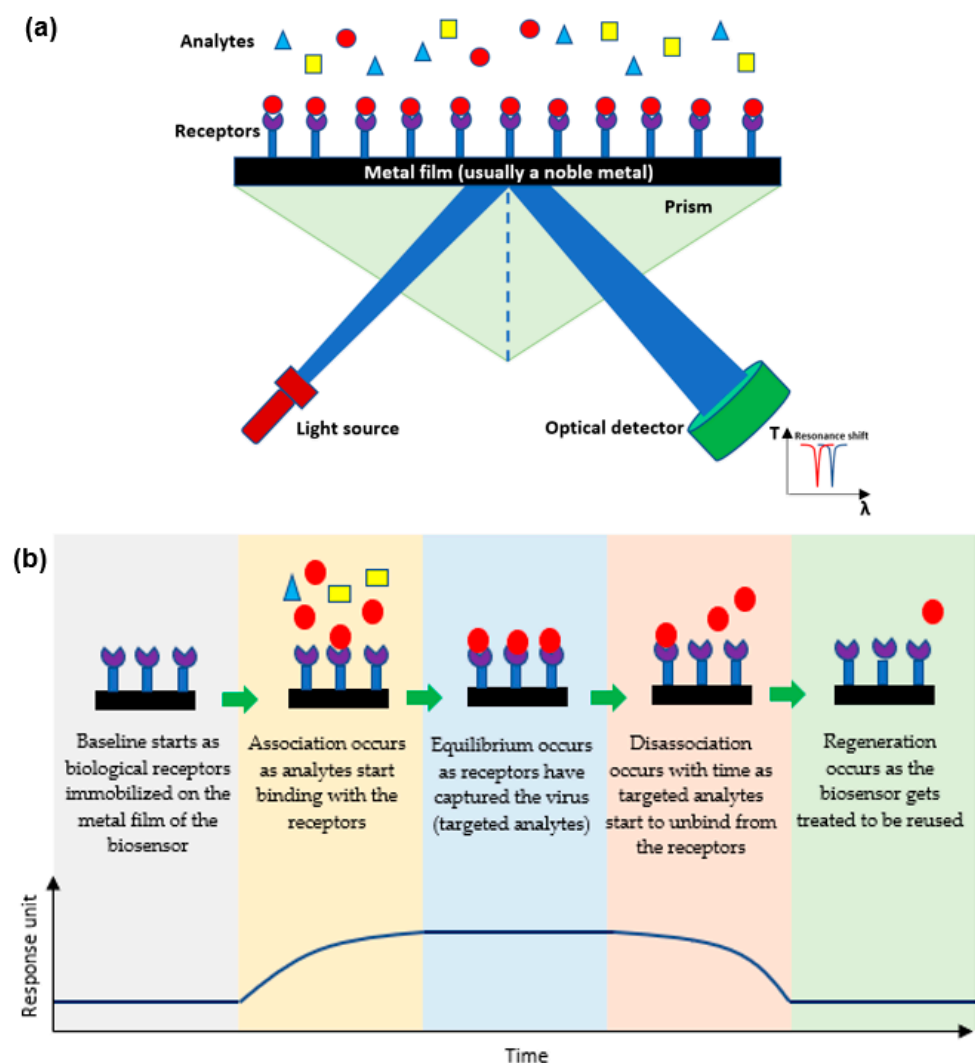 (a)
Analytes
Receptors
Metal film (usually a noble metal)
Prism
Light source
Optical detector
T
Resonance shift
λ
(b)
Baseline starts as
biological receptors
immobilized on the
metal film of the
biosensor
Association occurs
as analytes start
binding with the
receptors
Equilibrium occurs
as receptors have
captured the virus
(targeted analytes)
Disassociation
occurs with time as
targeted analytes
start to unbind from
the receptors
Regeneration
occurs as the
biosensor gets
treated to be reused
Response unit
Time